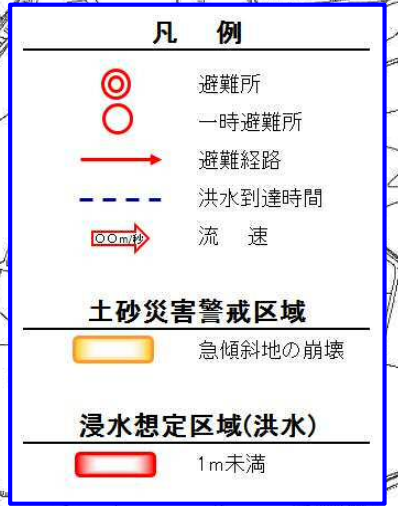 凡 例
避難所
一時避難所
避難経路
洪水到達時間
〇〇m/秒
流 速
土砂災害警戒区域
急傾斜地の崩壊
浸水想定区域(洪水)
1m未満